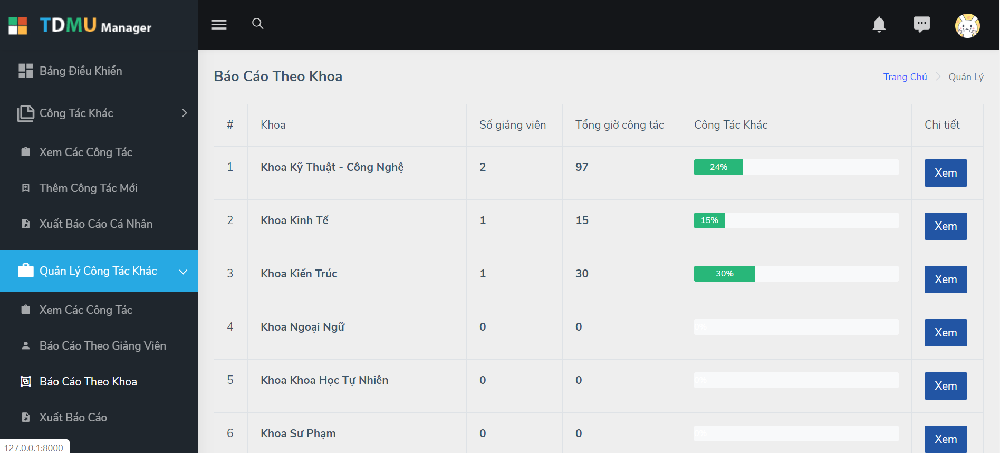 TDMU Manager
Bảng Điều Khiển
Công Tác Khác
Xem Các Công Tác
Thêm Công Tác Mới
Xuất Báo Cáo Cá Nhân
Quản Lý Công Tác Khác
Xem Các Công Tác
Báo Cáo Theo Giảng Viên
Báo Cáo Theo Khoa
Xuất Báo Cáo
127.0.0.1:8000
Báo Cáo Theo Khoa
Trang Chủ Quản Lý
# Khoa Số giảng viên Tổng giờ công tác Công Tác Khác Chi tiết
1 Khoa Kỹ Thuật - Công Nghệ 2 97 24% Xem
2 Khoa Kinh Tế 1 15 15% Xem
3 Khoa Kiến Trúc 1 30 30% Xem
4 Khoa Ngoại Ngữ 0 0 0% Xem
5 Khoa Khoa Học Tự Nhiên 0 0 0% Xem
6 Khoa Sư Phạm 0 0 0% Xem